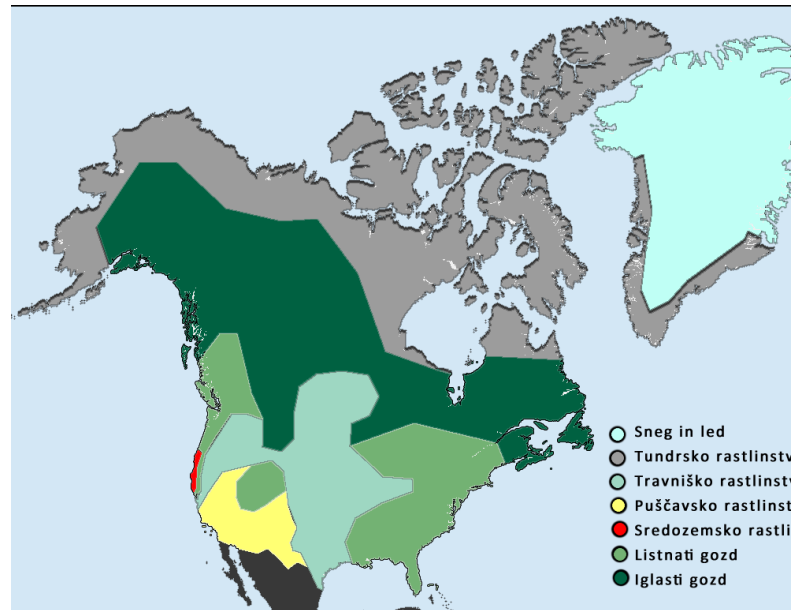 Sneg in led
Tundrsko rastlinstv
Travniško rastlinstv
Puščavsko rastlinst
Sredozemsko rastli
Listnati gozd
Iglasti gozd